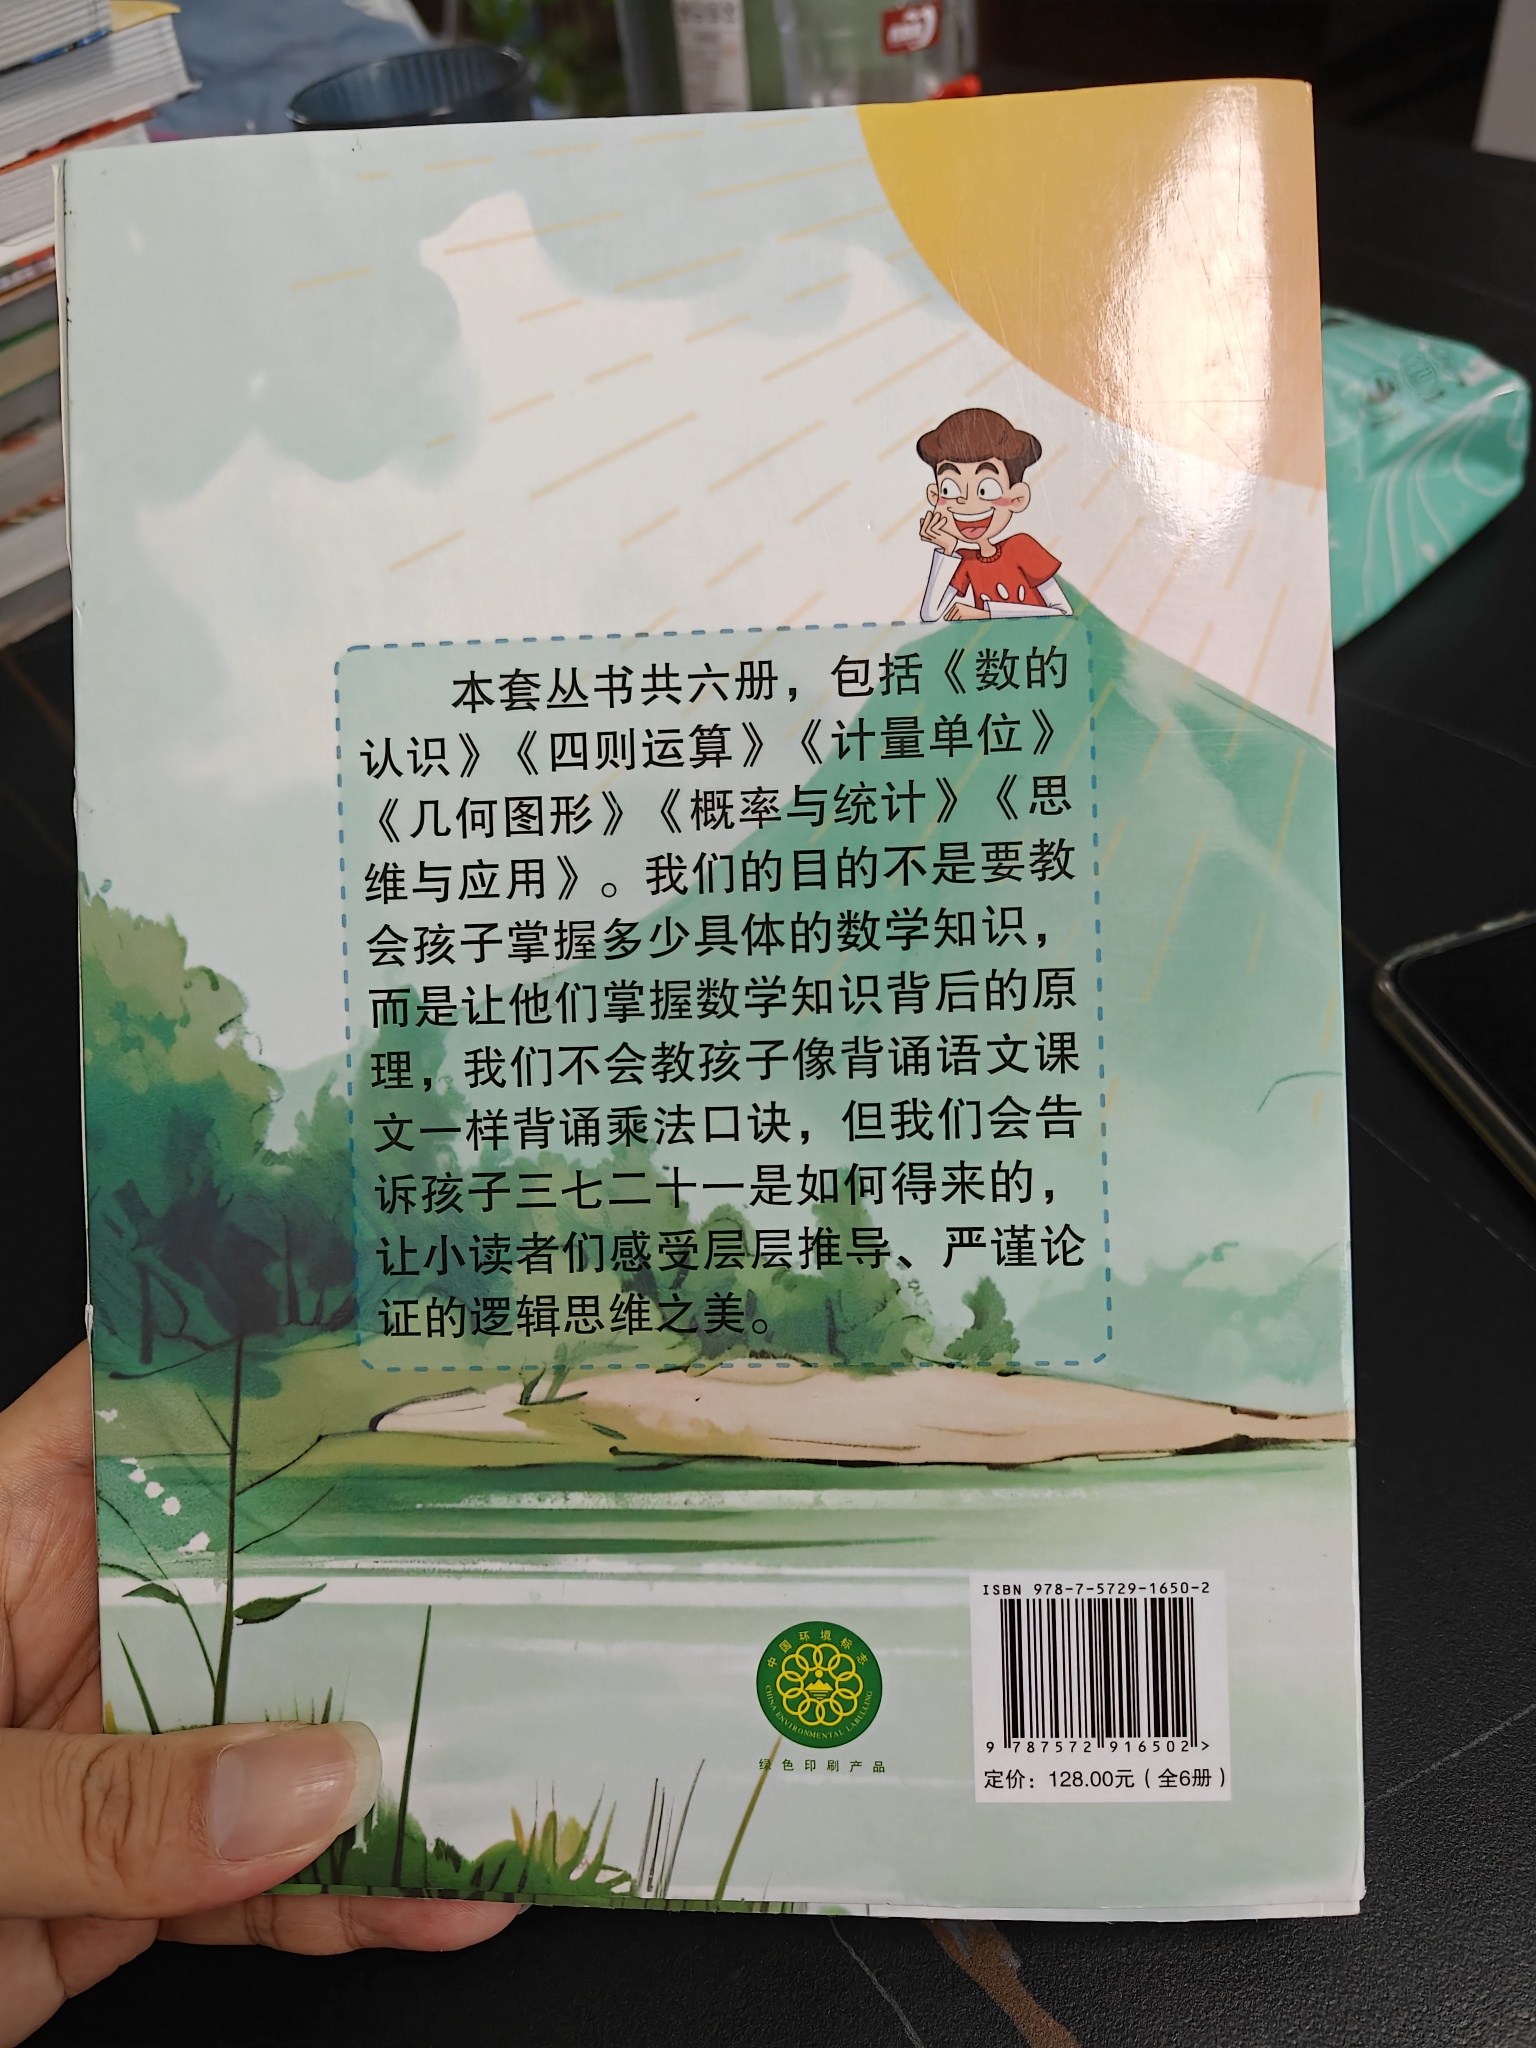 本套丛书共六册，包括《数的
认识》《四则运算》《计量单位》
《几何图形》《概率与统计》《思
维与应用》。我们的目的不是要教
会孩子掌握多少具体的数学知识，
而是让他们掌握数学知识背后的原
理，我们不会教孩子像背诵语文课
文一样背诵乘法口诀，但我们会告
诉孩子三七二十一是如何得来的，
让小读者们感受层层推导、严谨论
证的逻辑思维之美。
中国环境标志
CHINA ENVIRONMENTAL LABELLING
绿色印刷产品
ISBN 978-7-5729-1650-2
9 787572 916502 >
定价：128.00元（全6册）